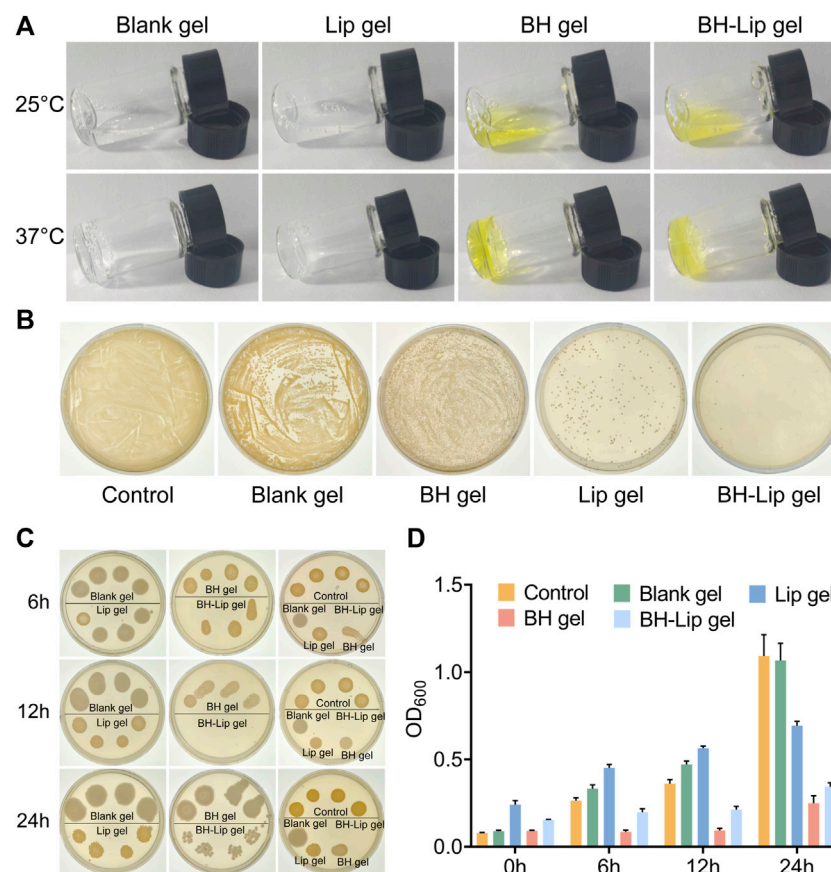 A
Blank gel Lip gel BH gel BH-Lip gel
25°C
37°C
B
Control Blank gel BH gel Lip gel BH-Lip gel
C
6h
Blank gel
Lip gel
BH gel
BH-Lip gel
Control
Blank gel BH-Lip gel
Lip gel BH gel
12h
Blank gel
Lip gel
BH gel
BH-Lip gel
Control
Blank gel BH-Lip gel
Lip gel BH gel
24h
Blank gel
Lip gel
BH gel
BH-Lip gel
Control
Blank gel BH-Lip gel
Lip gel BH gel
D
Control Blank gel Lip gel
BH gel BH-Lip gel
OD600
1.5
1.0
0.5
0.0
0h 6h 12h 24h